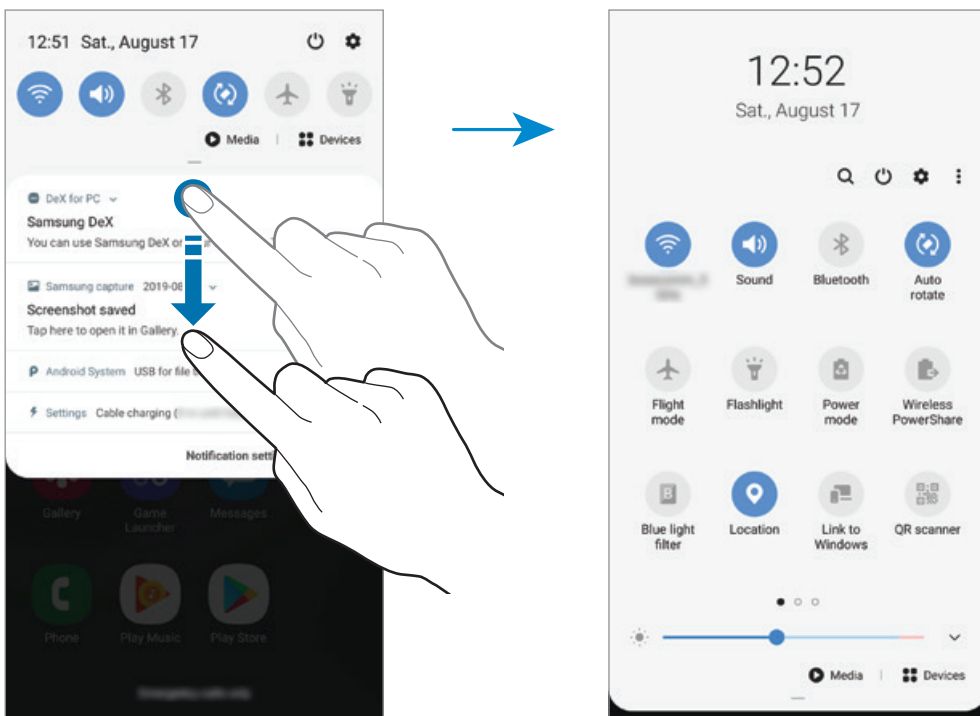 12:51 Sat., August 17
Media | Devices
DeX for PC
Samsung DeX
You can use Samsung DeX or
Samsung capture 2019-08
Screenshot saved
Tap here to open it in Gallery.
Android System USB for file
Settings Cable charging (
Notification sett
Gallery
Game
Launcher
Messages
Phone
Play Music
Play Store
Emergency calls only
12:52
Sat., August 17
Sound
Bluetooth
Auto
rotate
Flight
mode
Flashlight
Power
mode
Wireless
PowerShare
B
Blue light
filter
Location
Link to
Windows
QR scanner
Media | Devices